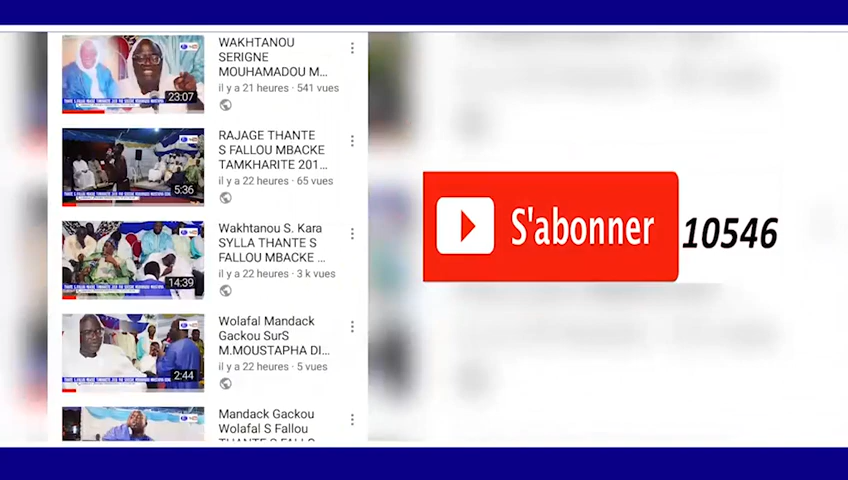 WAKHTANOU
SERIGNE
MOUHAMADOU M...
il y a 21 heures · 541 vues
23:07
RAJAGE THANTE
S FALLOU MBACKE
TAMKHARITE 201...
il y a 22 heures · 65 vues
5:36
Wakhtanou S. Kara
SYLLA THANTE S
FALLOU MBACKE ...
il y a 22 heures · 3 k vues
14:39
Wolafal Mandack
Gackou SurS
M.MOUSTAPHA DI...
il y a 22 heures · 5 vues
2:44
Mandack Gackou
Wolafal S Fallou
THANTE S FALLO
S'abonner
10546